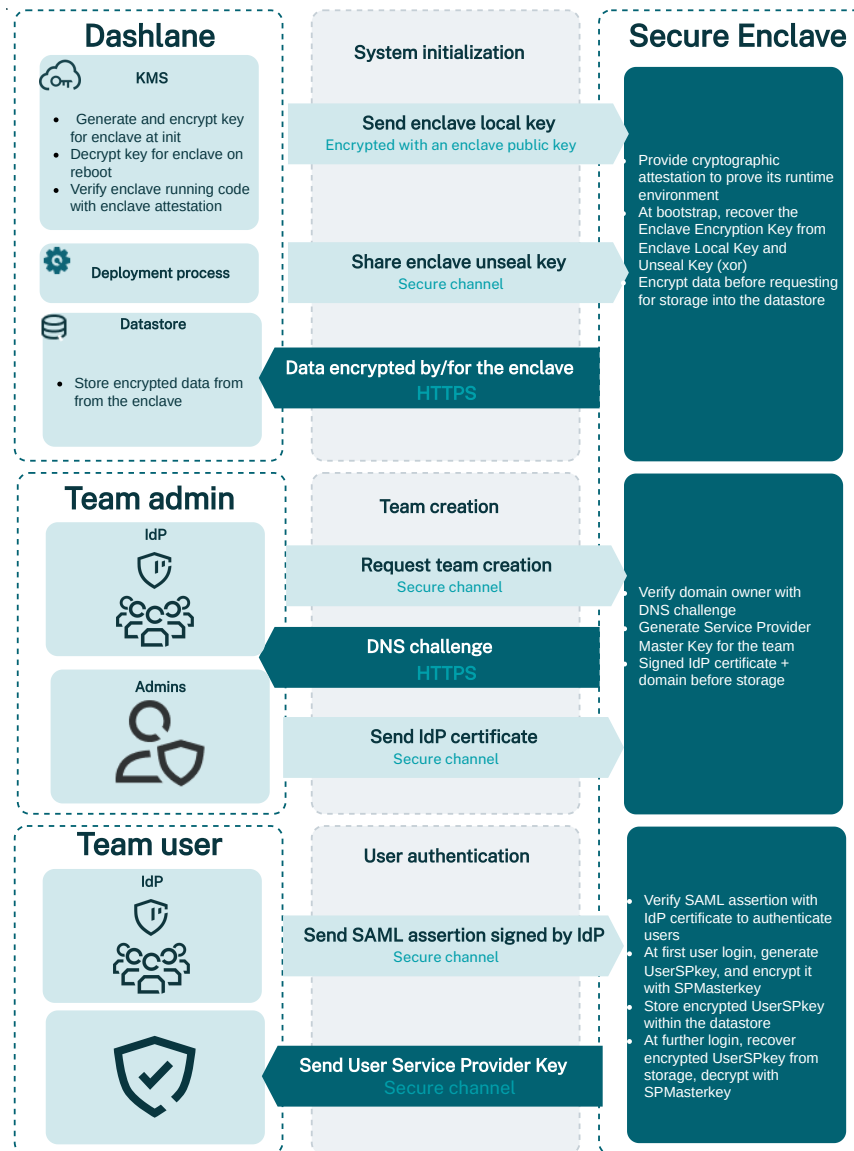 Dashlane
KMS
• Generate and encrypt key
for enclave at init
• Decrypt key for enclave on
reboot
• Verify enclave running code
with enclave attestation
Deployment process
Datastore
• Store encrypted data from
from the enclave
System initialization
Send enclave local key
Encrypted with an enclave public key
Share enclave unseal key
Secure channel
Data encrypted by/for the enclave
HTTPS
Secure Enclave
• Provide cryptographic
attestation to prove its runtime
environment
• At bootstrap, recover the
Enclave Encryption Key from
Enclave Local Key and
Unseal Key (xor)
• Encrypt data before requesting
for storage into the datastore
Team admin
IdP
Admins
Team creation
Request team creation
Secure channel
DNS challenge
HTTPS
Send IdP certificate
Secure channel
• Verify domain owner with
DNS challenge
• Generate Service Provider
Master Key for the team
• Signed IdP certificate +
domain before storage
Team user
IdP
User authentication
Send SAML assertion signed by IdP
Secure channel
Send User Service Provider Key
Secure channel
• Verify SAML assertion with
IdP certificate to authenticate
users
• At first user login, generate
UserSPkey, and encrypt it
with SPMasterkey
• Store encrypted UserSPkey
within the datastore
• At further login, recover
encrypted UserSPkey from
storage, decrypt with
SPMasterkey